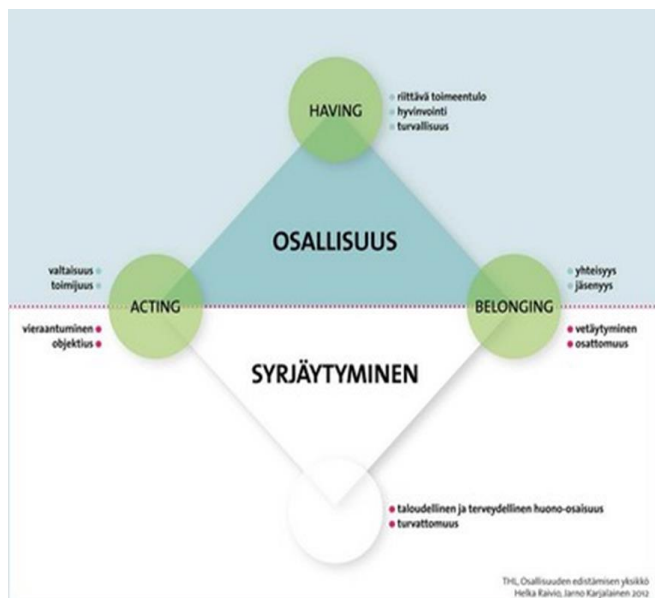 HAVING
riittävä toimeentulo
hyvinvointi
turvallisuus
OSALLISUUS
valtaisuus
toimijuus
ACTING
BELONGING
yhteisyys
jäsenyys
vieraantuminen
objektius
vetäytyminen
osattomuus
SYRJÄYTYMINEN
taloudellinen ja terveydellinen huono-osaisuus
turvattomuus
THL, Osallisuuden edistämisen yksikkö
Helka Raivio, Jarno Karjalainen 2012